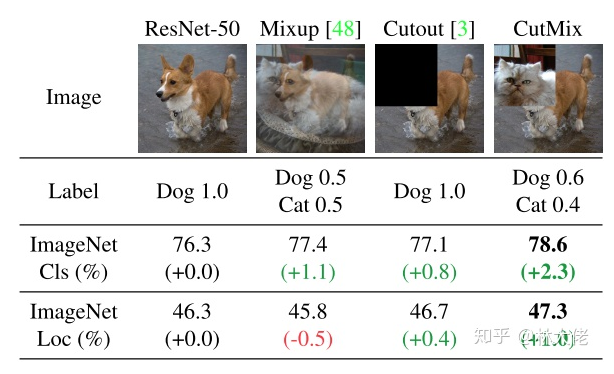 ResNet-50 Mixup [48] Cutout [3] CutMix
Image
Label Dog 1.0 Dog 0.5 Cat 0.5 Dog 1.0 Dog 0.6 Cat 0.4
ImageNet Cls (%) 76.3 (+0.0) 77.4 (+1.1) 77.1 (+0.8) 78.6 (+2.3)
ImageNet Loc (%) 46.3 (+0.0) 45.8 (-0.5) 46.7 (+0.4) 47.3 (+1.0)
知乎 @林大佬